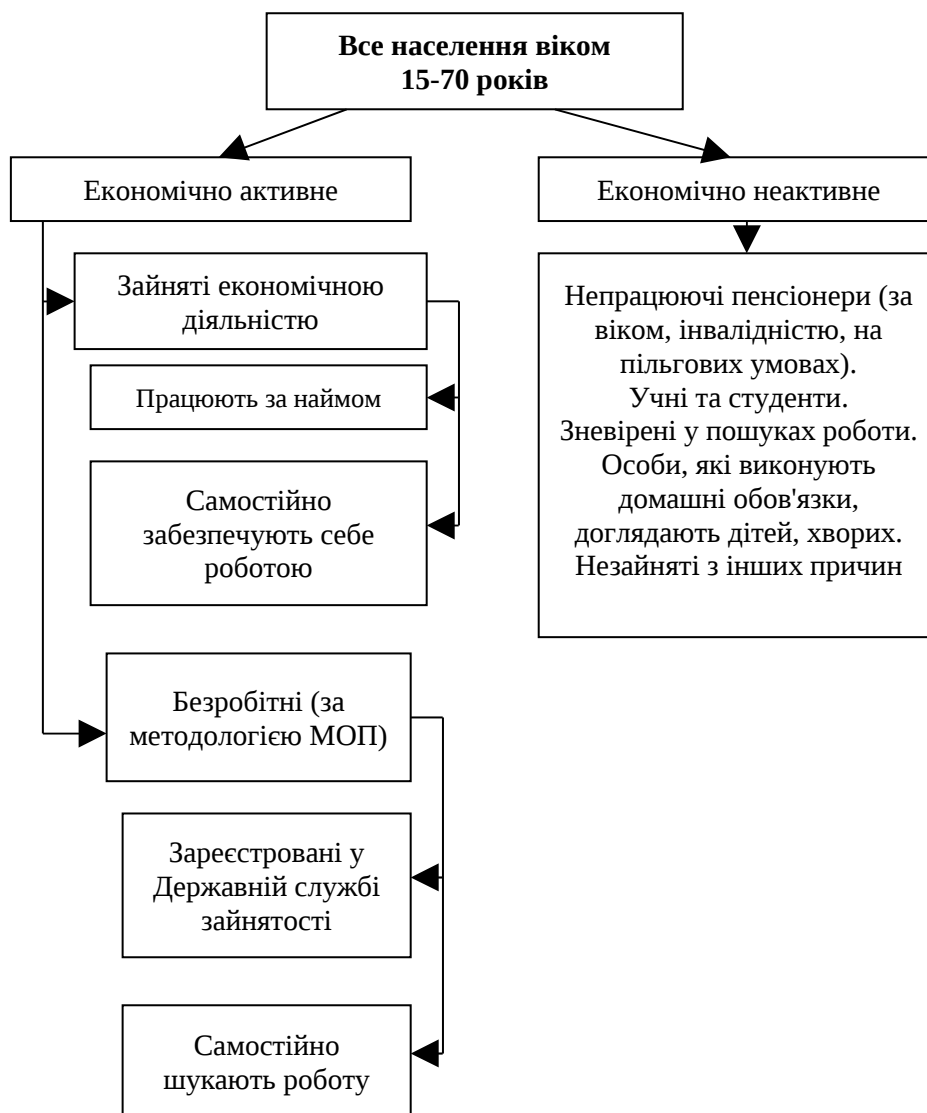 Все населення віком
15-70 років
Економічно активне
Економічно неактивне
Зайняті економічною
діяльністю
Працюють за наймом
Самостійно
забезпечують себе
роботою
Непрацюючі пенсіонери (за
віком, інвалідністю, на
пільгових умовах).
Учні та студенти.
Зневірені у пошуках роботи.
Особи, які виконують
домашні обов'язки,
доглядають дітей, хворих.
Незайняті з інших причин
Безробітні (за
методологією МОП)
Зареєстровані у
Державній службі
зайнятості
Самостійно
шукають роботу